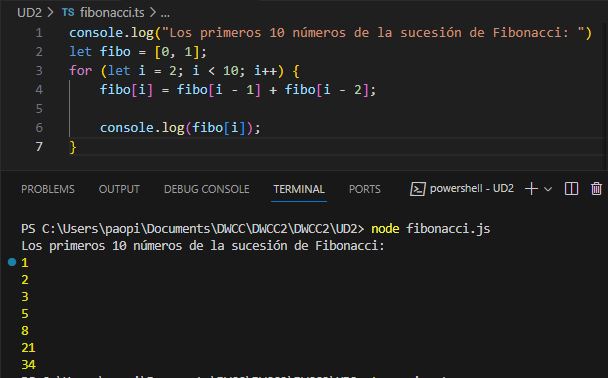 UD2 > TS fibonacci.ts > ...
1 console.log("Los primeros 10 números de la sucesión de Fibonacci: ")
2 let fibo = [0, 1];
3 for (let i = 2; i < 10; i++) {
4 fibo[i] = fibo[i - 1] + fibo[i - 2];
5
6 console.log(fibo[i]);
7 }
PROBLEMS OUTPUT DEBUG CONSOLE TERMINAL PORTS powershell - UD2
PS C:\Users\paopi\Documents\DWCC\DWCC2\DWCC2\UD2> node fibonacci.js
Los primeros 10 números de la sucesión de Fibonacci:
1
2
3
5
8
21
34